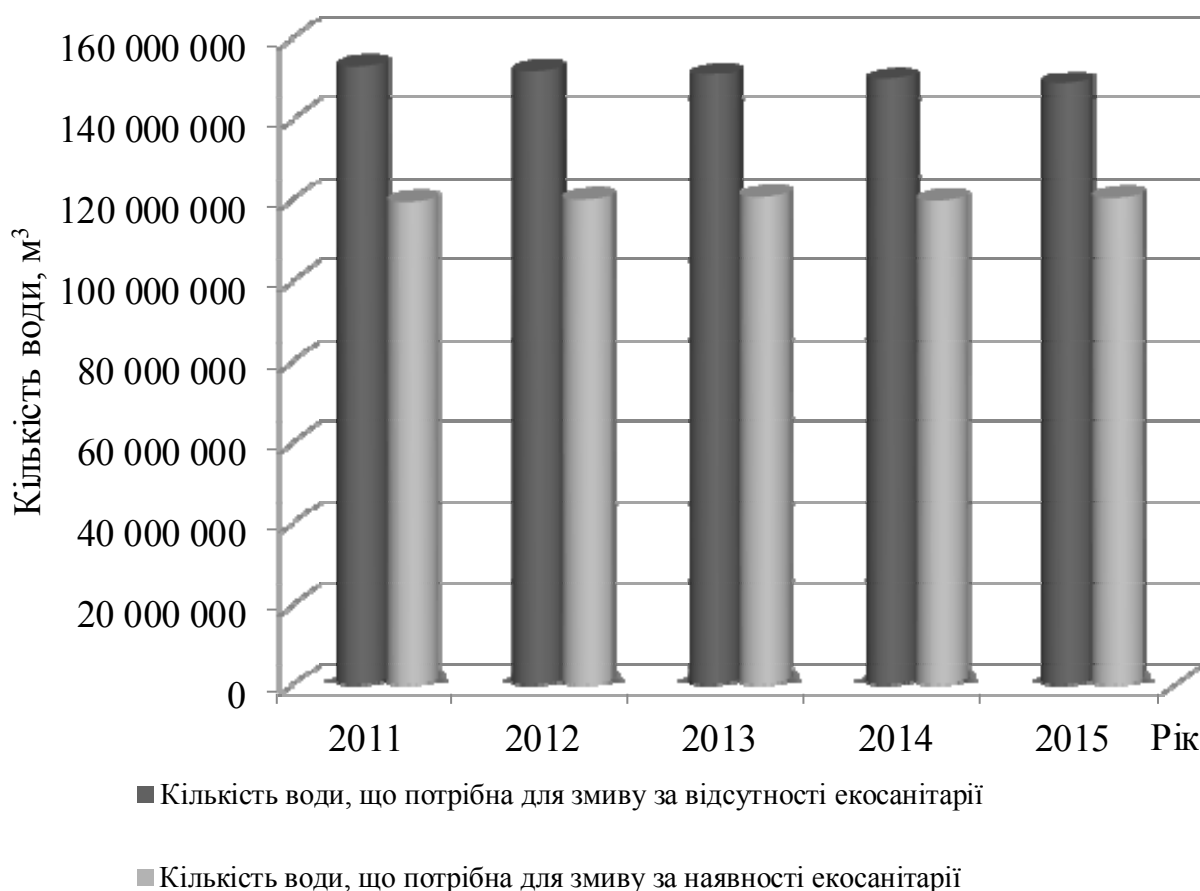 Кількість води, м³
160 000 000
140 000 000
120 000 000
100 000 000
80 000 000
60 000 000
40 000 000
20 000 000
0
2011 2012 2013 2014 2015 Рік
Кількість води, що потрібна для змиву за відсутності екосанітарії
Кількість води, що потрібна для змиву за наявності екосанітарії